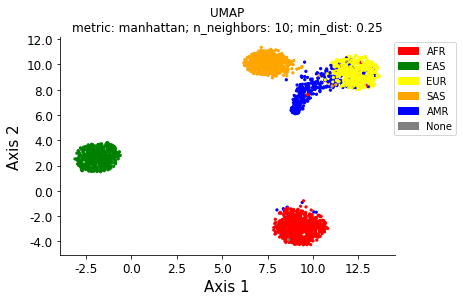 UMAP
metric: manhattan; n_neighbors: 10; min_dist: 0.25
12.0
10.0
8.0
6.0
4.0
2.0
0.0
-2.0
-4.0
Axis 2
-2.5 0.0 2.5 5.0 7.5 10.0 12.5
Axis 1
AFR
EAS
EUR
SAS
AMR
None